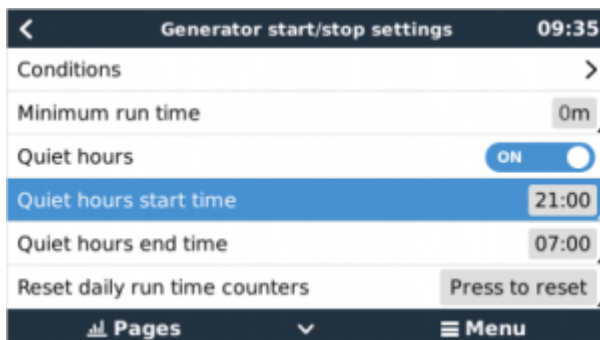 Generator start/stop settings 09:35
Conditions
Minimum run time 0m
Quiet hours ON
Quiet hours start time 21:00
Quiet hours end time 07:00
Reset daily run time counters Press to reset
Pages Menu